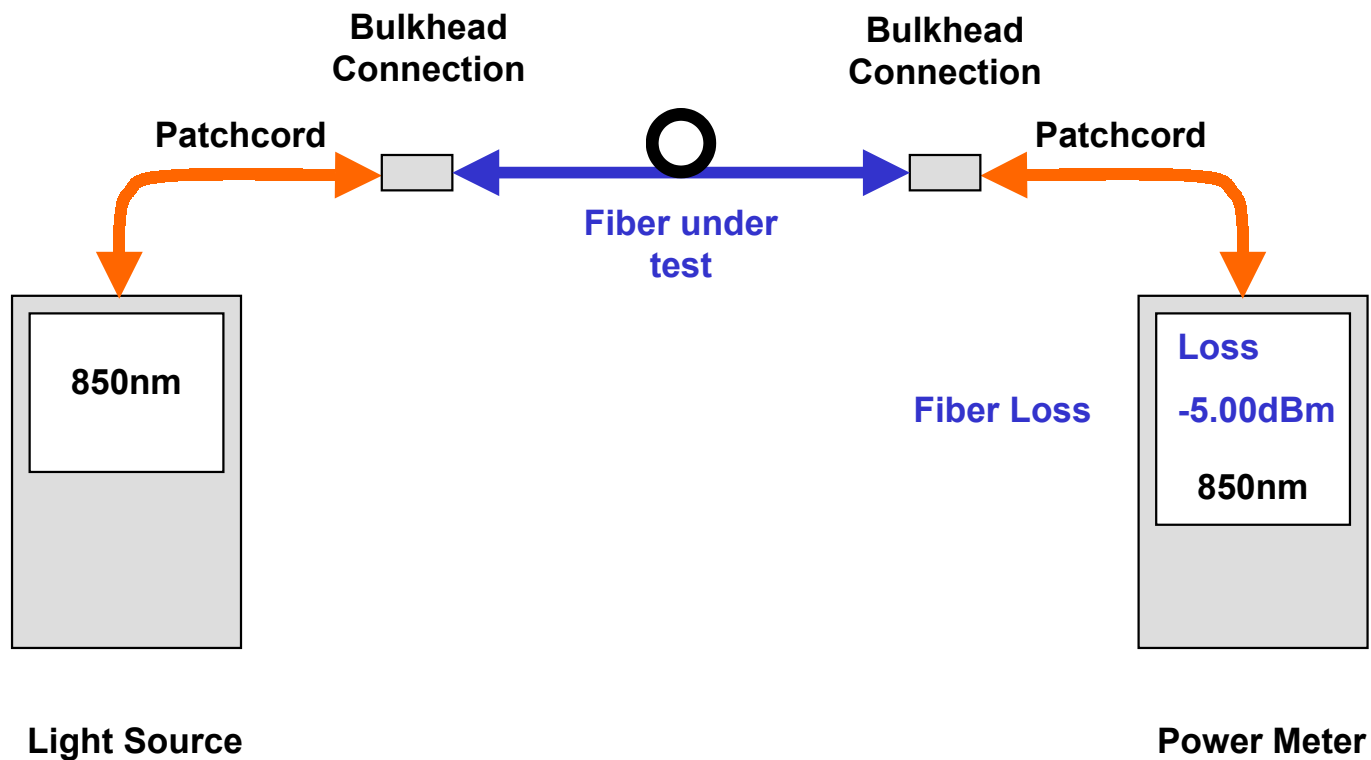 Bulkhead
Connection
Bulkhead
Connection
Patchcord
Patchcord
Fiber under
test
850nm
Fiber Loss
Loss
-5.00dBm
850nm
Light Source
Power Meter